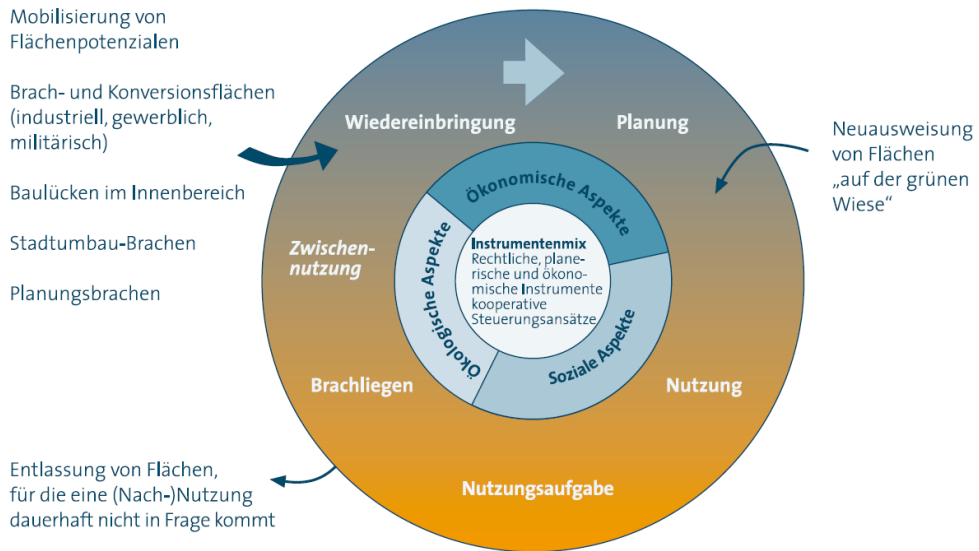 Mobilisierung von
Flächenpotenzialen
Brach- und Konversionsflächen
(industriell, gewerblich,
militärisch)
Baulücken im Innenbereich
Stadtumbau-Brachen
Planungsbrachen
Entlassung von Flächen,
für die eine (Nach-)Nutzung
dauerhaft nicht in Frage kommt
Wiedereinbringung
Planung
Zwischen-
nutzung
Brachliegen
Nutzung
Nutzungsaufgabe
Ökonomische Aspekte
Ökologische Aspekte
Soziale Aspekte
Instrumentenmix
Rechtliche, plane-
rische und ökono-
mische Instrumente
kooperative
Steuerungsansätze
Neuausweisung
von Flächen
„auf der grünen
Wiese“